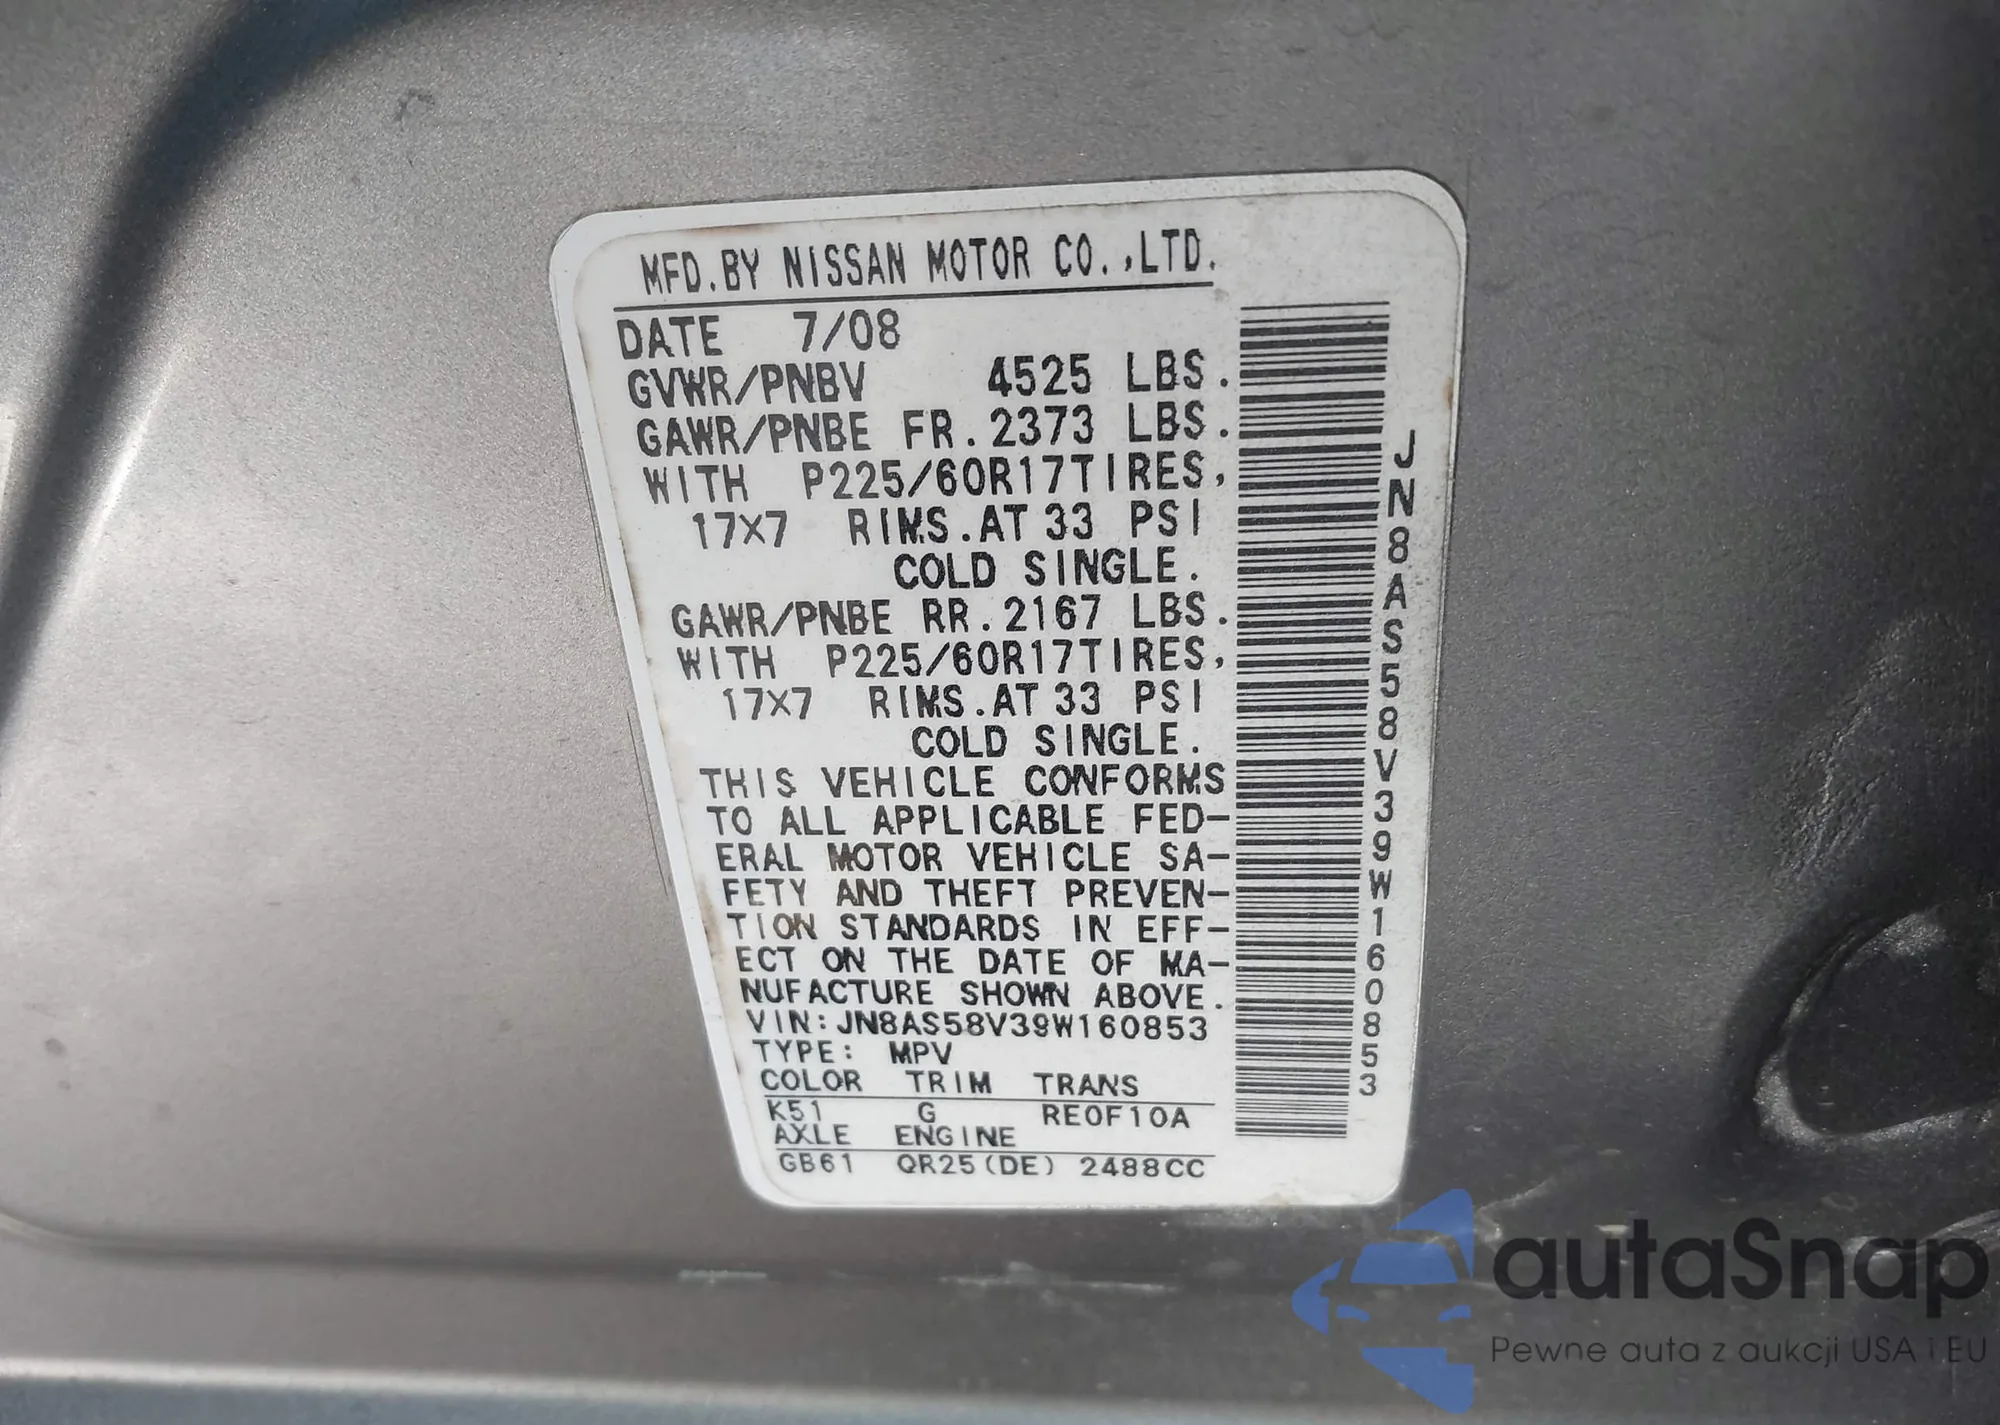 MFD.BY NISSAN MOTOR CO.,LTD.
DATE 7/08
GVWR/PNBV 4525 LBS.
GAWR/PNBE FR.2373 LBS.
WITH P225/60R17TIRES,
17X7 RIMS.AT 33 PSI
COLD SINGLE.
GAWR/PNBE RR.2167 LBS.
WITH P225/60R17TIRES,
17X7 RIMS.AT 33 PSI
COLD SINGLE.
THIS VEHICLE CONFORMS
TO ALL APPLICABLE FED-
ERAL MOTOR VEHICLE SA-
FETY AND THEFT PREVEN-
TION STANDARDS IN EFF-
ECT ON THE DATE OF MA-
NUFACTURE SHOWN ABOVE.
VIN:JN8AS58V39W160853
TYPE: MPV
COLOR TRIM TRANS
K51 G RE0F10A
AXLE ENGINE
GB61 QR25(DE) 2488CC
JN8AS58V39W160853
autaSnap
Pewne auta z aukcji USA i EU